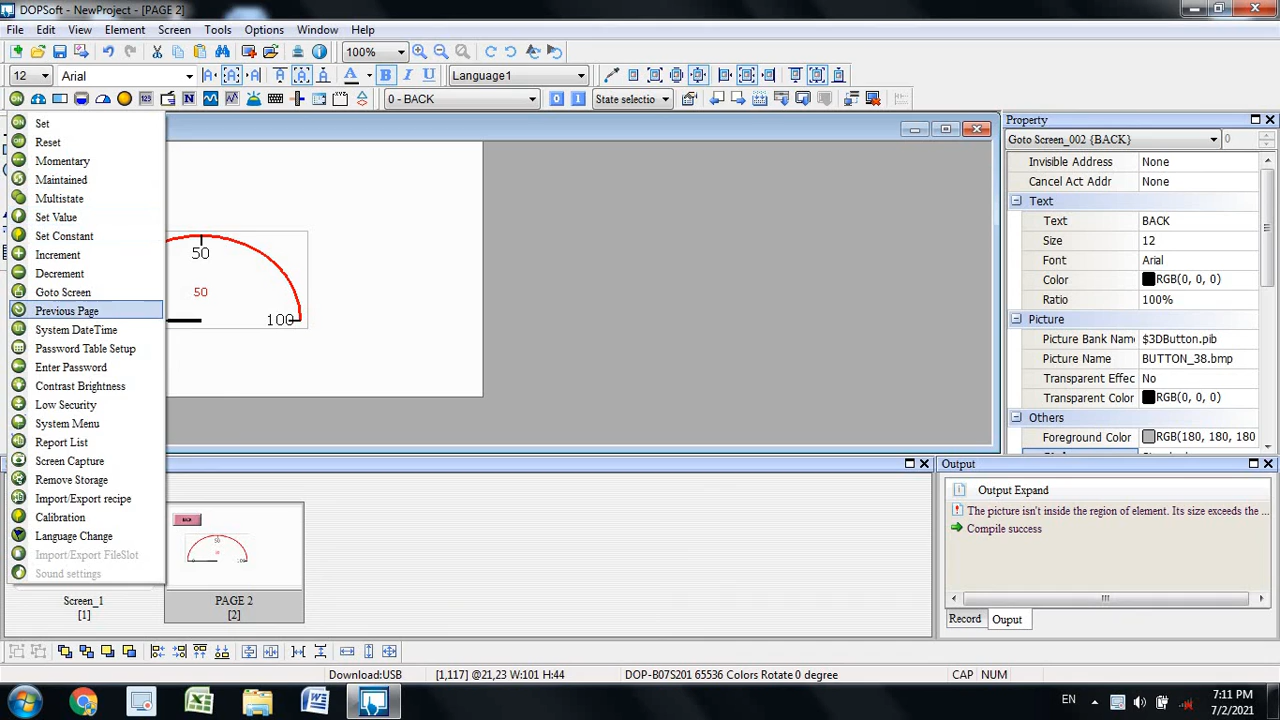 DOPSoft - NewProject - [PAGE 2]
File Edit View Element Screen Tools Options Window Help
100%
12 Arial A B I U Language1
0 - BACK 0 1 State selectio
Set
Reset
Momentary
Maintained
Multistate
Set Value
Set Constant
Increment
Decrement
Goto Screen
Previous Page
System DateTime
Password Table Setup
Enter Password
Contrast Brightness
Low Security
System Menu
Report List
Screen Capture
Remove Storage
Import/Export recipe
Calibration
Language Change
Import/Export FileSlot
Sound settings
50
50
100
Property
Goto Screen_002 {BACK} 0
Invisible Address None
Cancel Act Addr None
Text
Text BACK
Size 12
Font Arial
Color RGB(0, 0, 0)
Ratio 100%
Picture
Picture Bank Name $3DButton.pib
Picture Name BUTTON_38.bmp
Transparent Effec No
Transparent Color RGB(0, 0, 0)
Others
Foreground Color RGB(180, 180, 180
BACK
50
Screen_1
[1]
PAGE 2
[2]
Output
Output Expand
The picture isn't inside the region of element. Its size exceeds the ...
Compile success
Record Ouput
Download:USB [1,117] @21,23 W:101 H:44 DOP-B07S201 65536 Colors Rotate 0 degree CAP NUM
EN 7:11 PM
7/2/2021